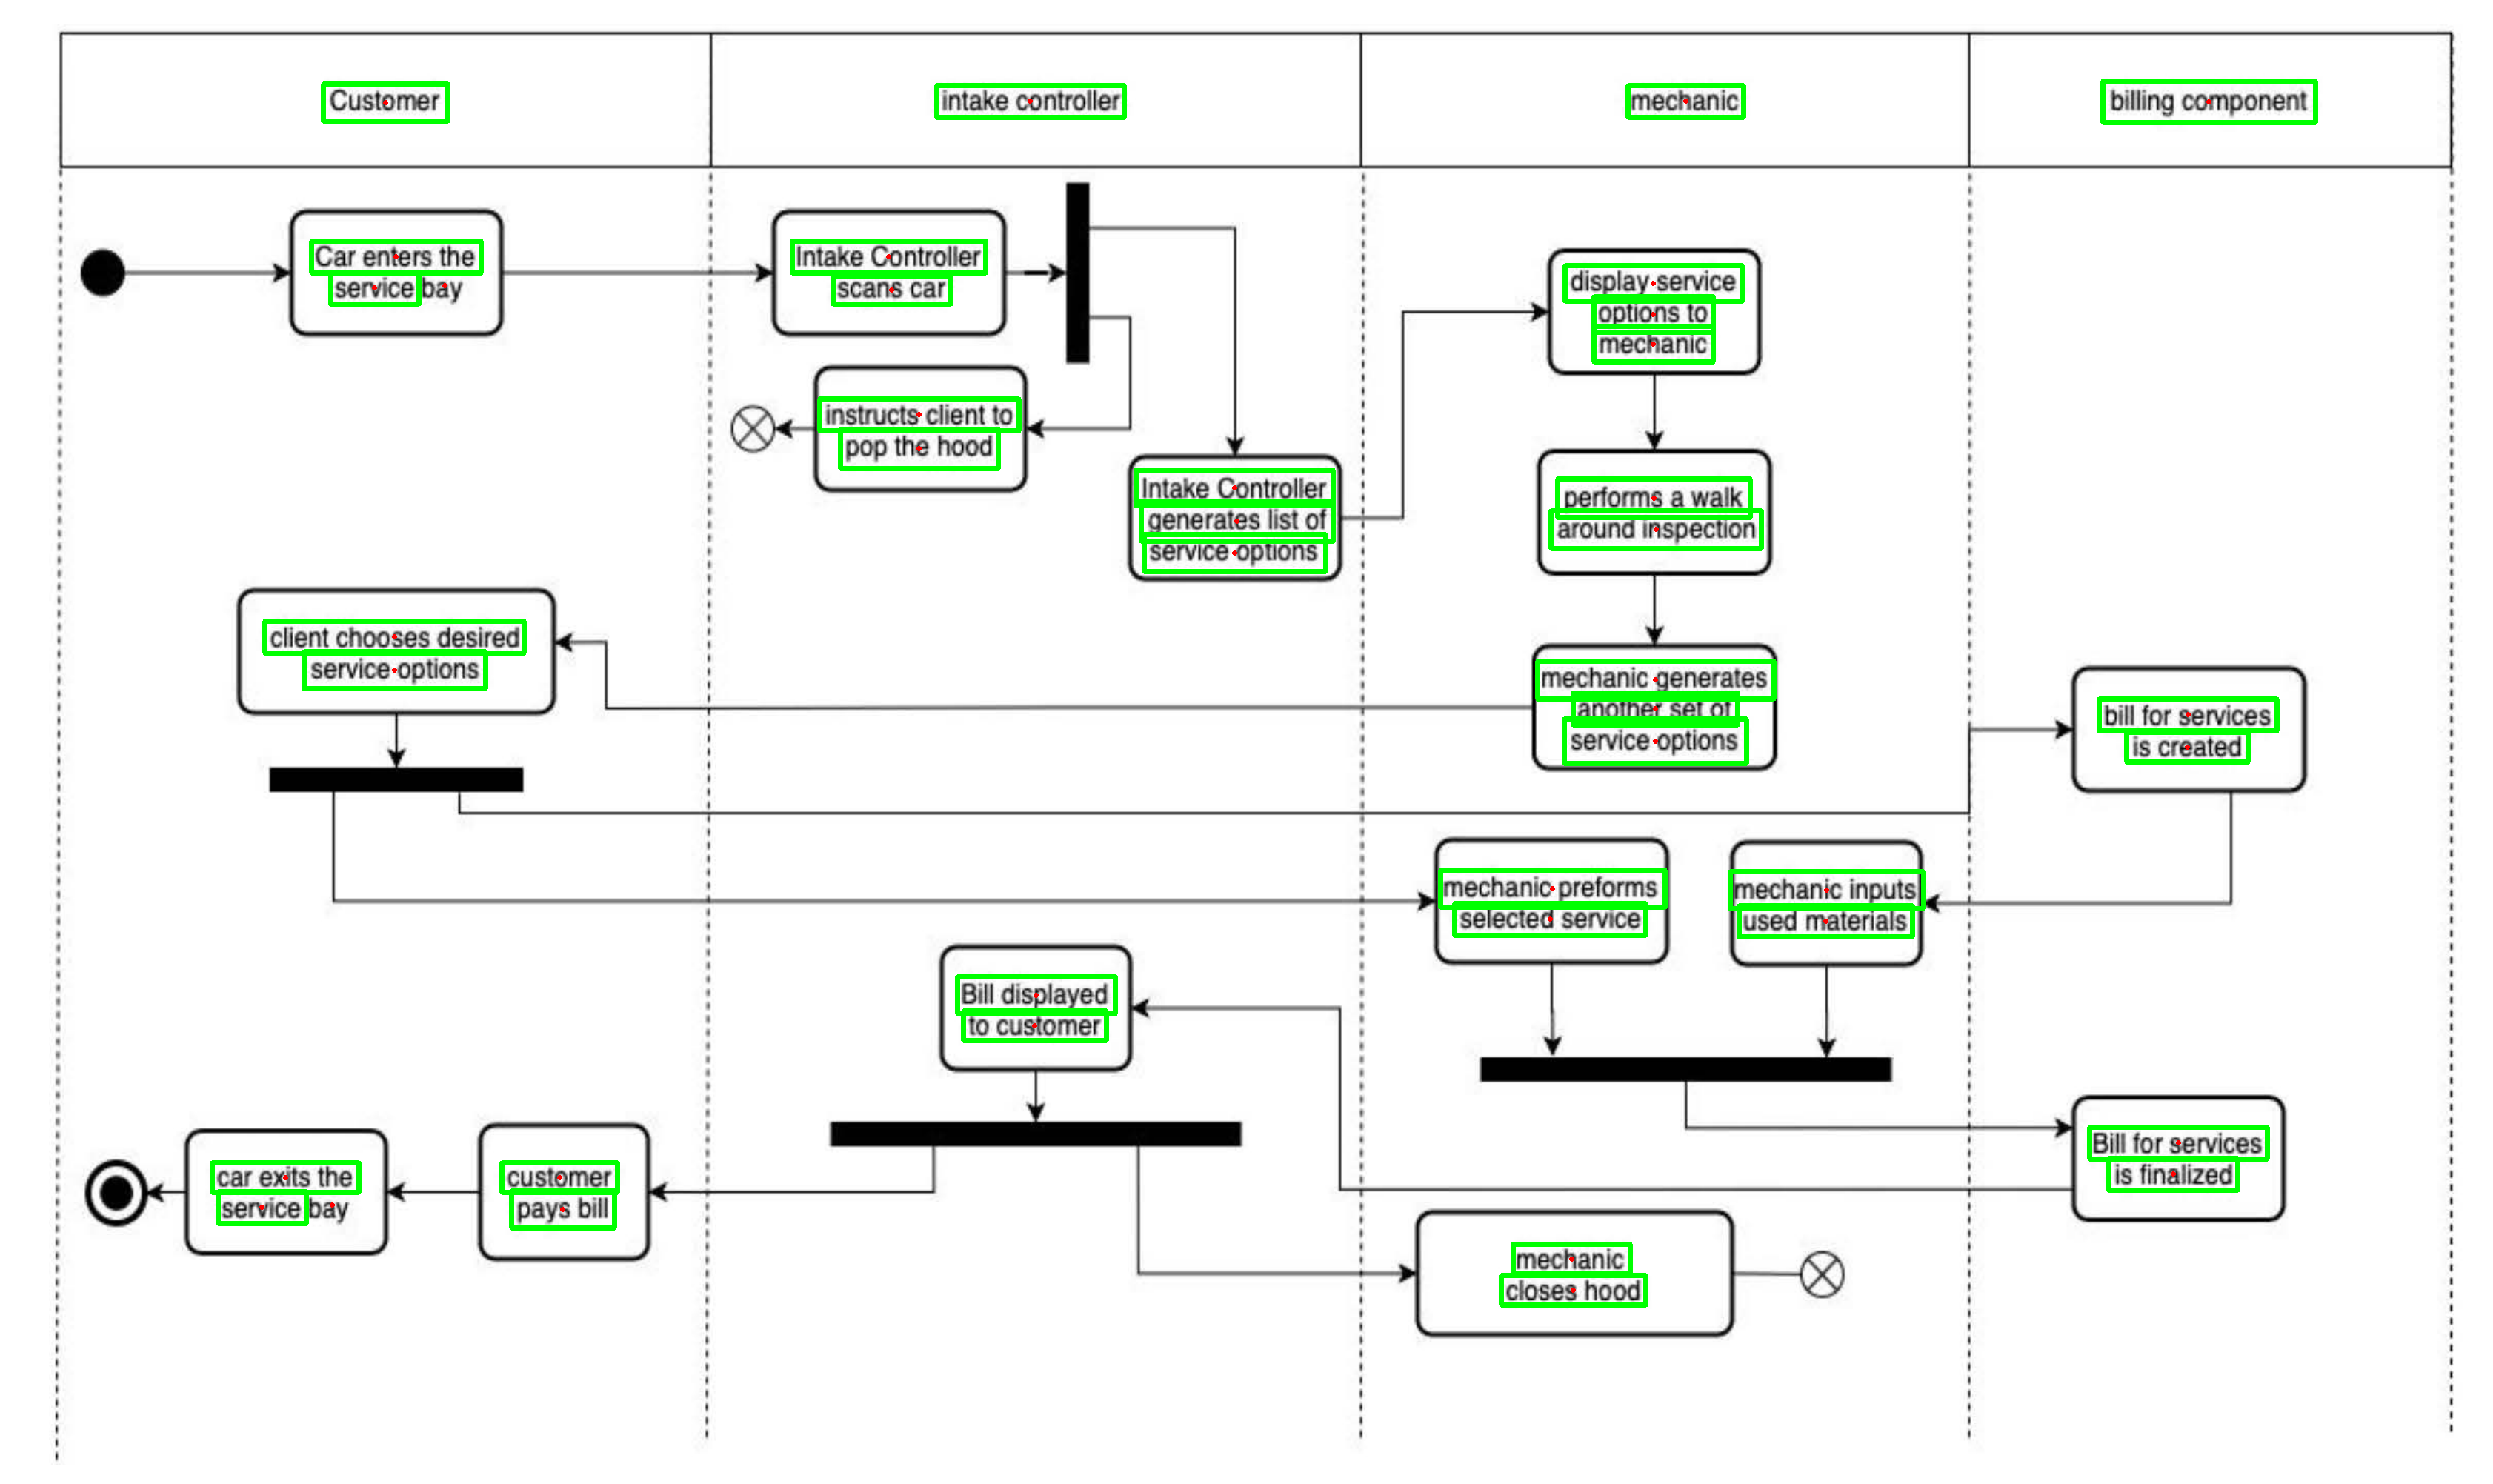 Customer
intake controller
mechanic
billing component
Car enters the
service bay
Intake Controller
scans car
display service
options to
mechanic
instructs client to
pop the hood
Intake Controller
generates list of
service options
performs a walk
around inspection
client chooses desired
service options
mechanic generates
another set of
service options
bill for services
is created
mechanic preforms
selected service
mechanic inputs
used materials
Bill displayed
to customer
Bill for services
is finalized
car exits the
service bay
customer
pays bill
mechanic
closes hood